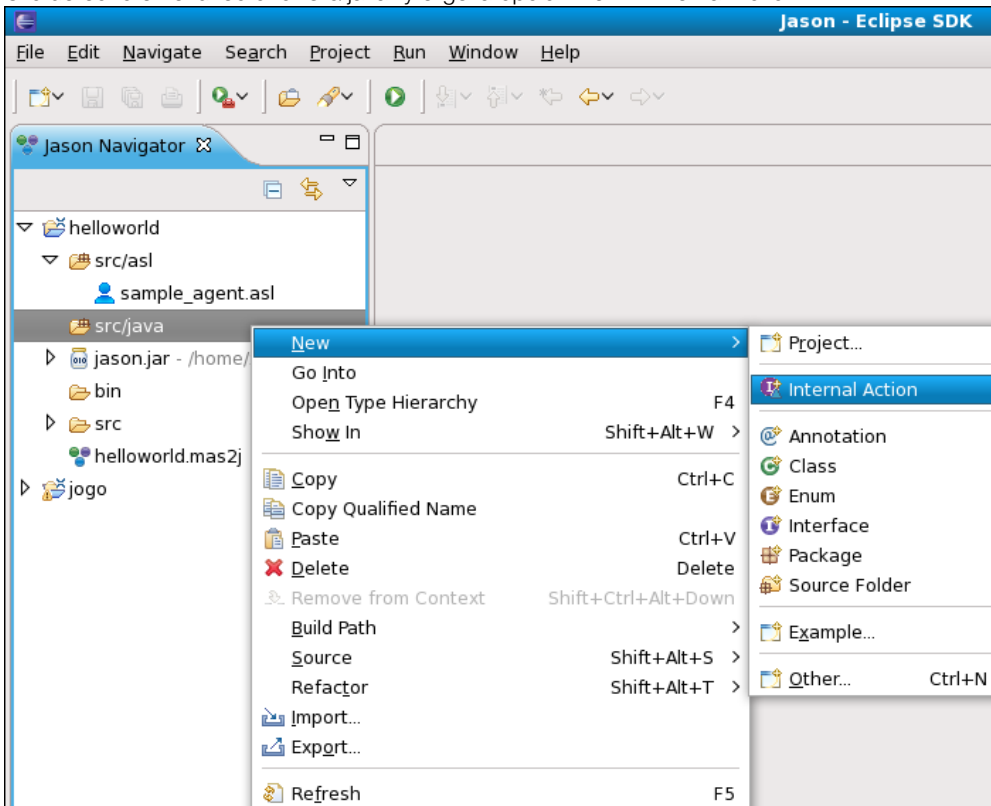 Jason - Eclipse SDK
File Edit Navigate Search Project Run Window Help
Jason Navigator
helloworld
src/asl
sample_agent.asl
src/java
jason.jar - /home/
bin
src
helloworld.mas2j
jogo
New
Go Into
Open Type Hierarchy F4
Show In Shift+Alt+W >
Copy Ctrl+C
Copy Qualified Name
Paste Ctrl+V
Delete Delete
Remove from Context Shift+Ctrl+Alt+Down
Build Path >
Source Shift+Alt+S >
Refactor Shift+Alt+T >
Import...
Export...
Refresh F5
Project...
Internal Action
Annotation
Class
Enum
Interface
Package
Source Folder
Example...
Other... Ctrl+N